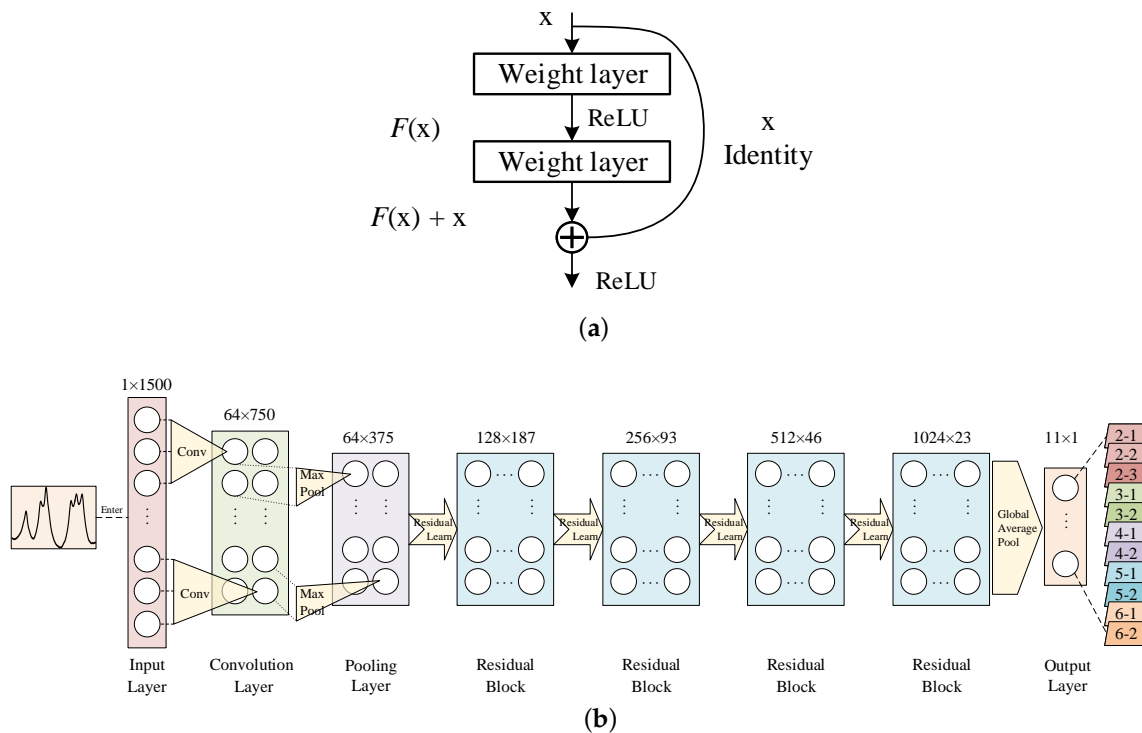 x
Weight layer
ReLU
F(x)
Weight layer
x
Identity
F(x) + x
ReLU
(a)
1×1500
64×750
64×375
128×187
256×93
512×46
1024×23
11×1
Enter
Conv
Conv
Max
Pool
Max
Pool
Residual
Learn
Residual
Learn
Residual
Learn
Residual
Learn
Global
Average
Pool
2-1
2-2
2-3
3-1
3-2
4-1
4-2
5-1
5-2
6-1
6-2
Input
Layer
Convolution
Layer
Pooling
Layer
Residual
Block
Residual
Block
Residual
Block
Residual
Block
Output
Layer
(b)